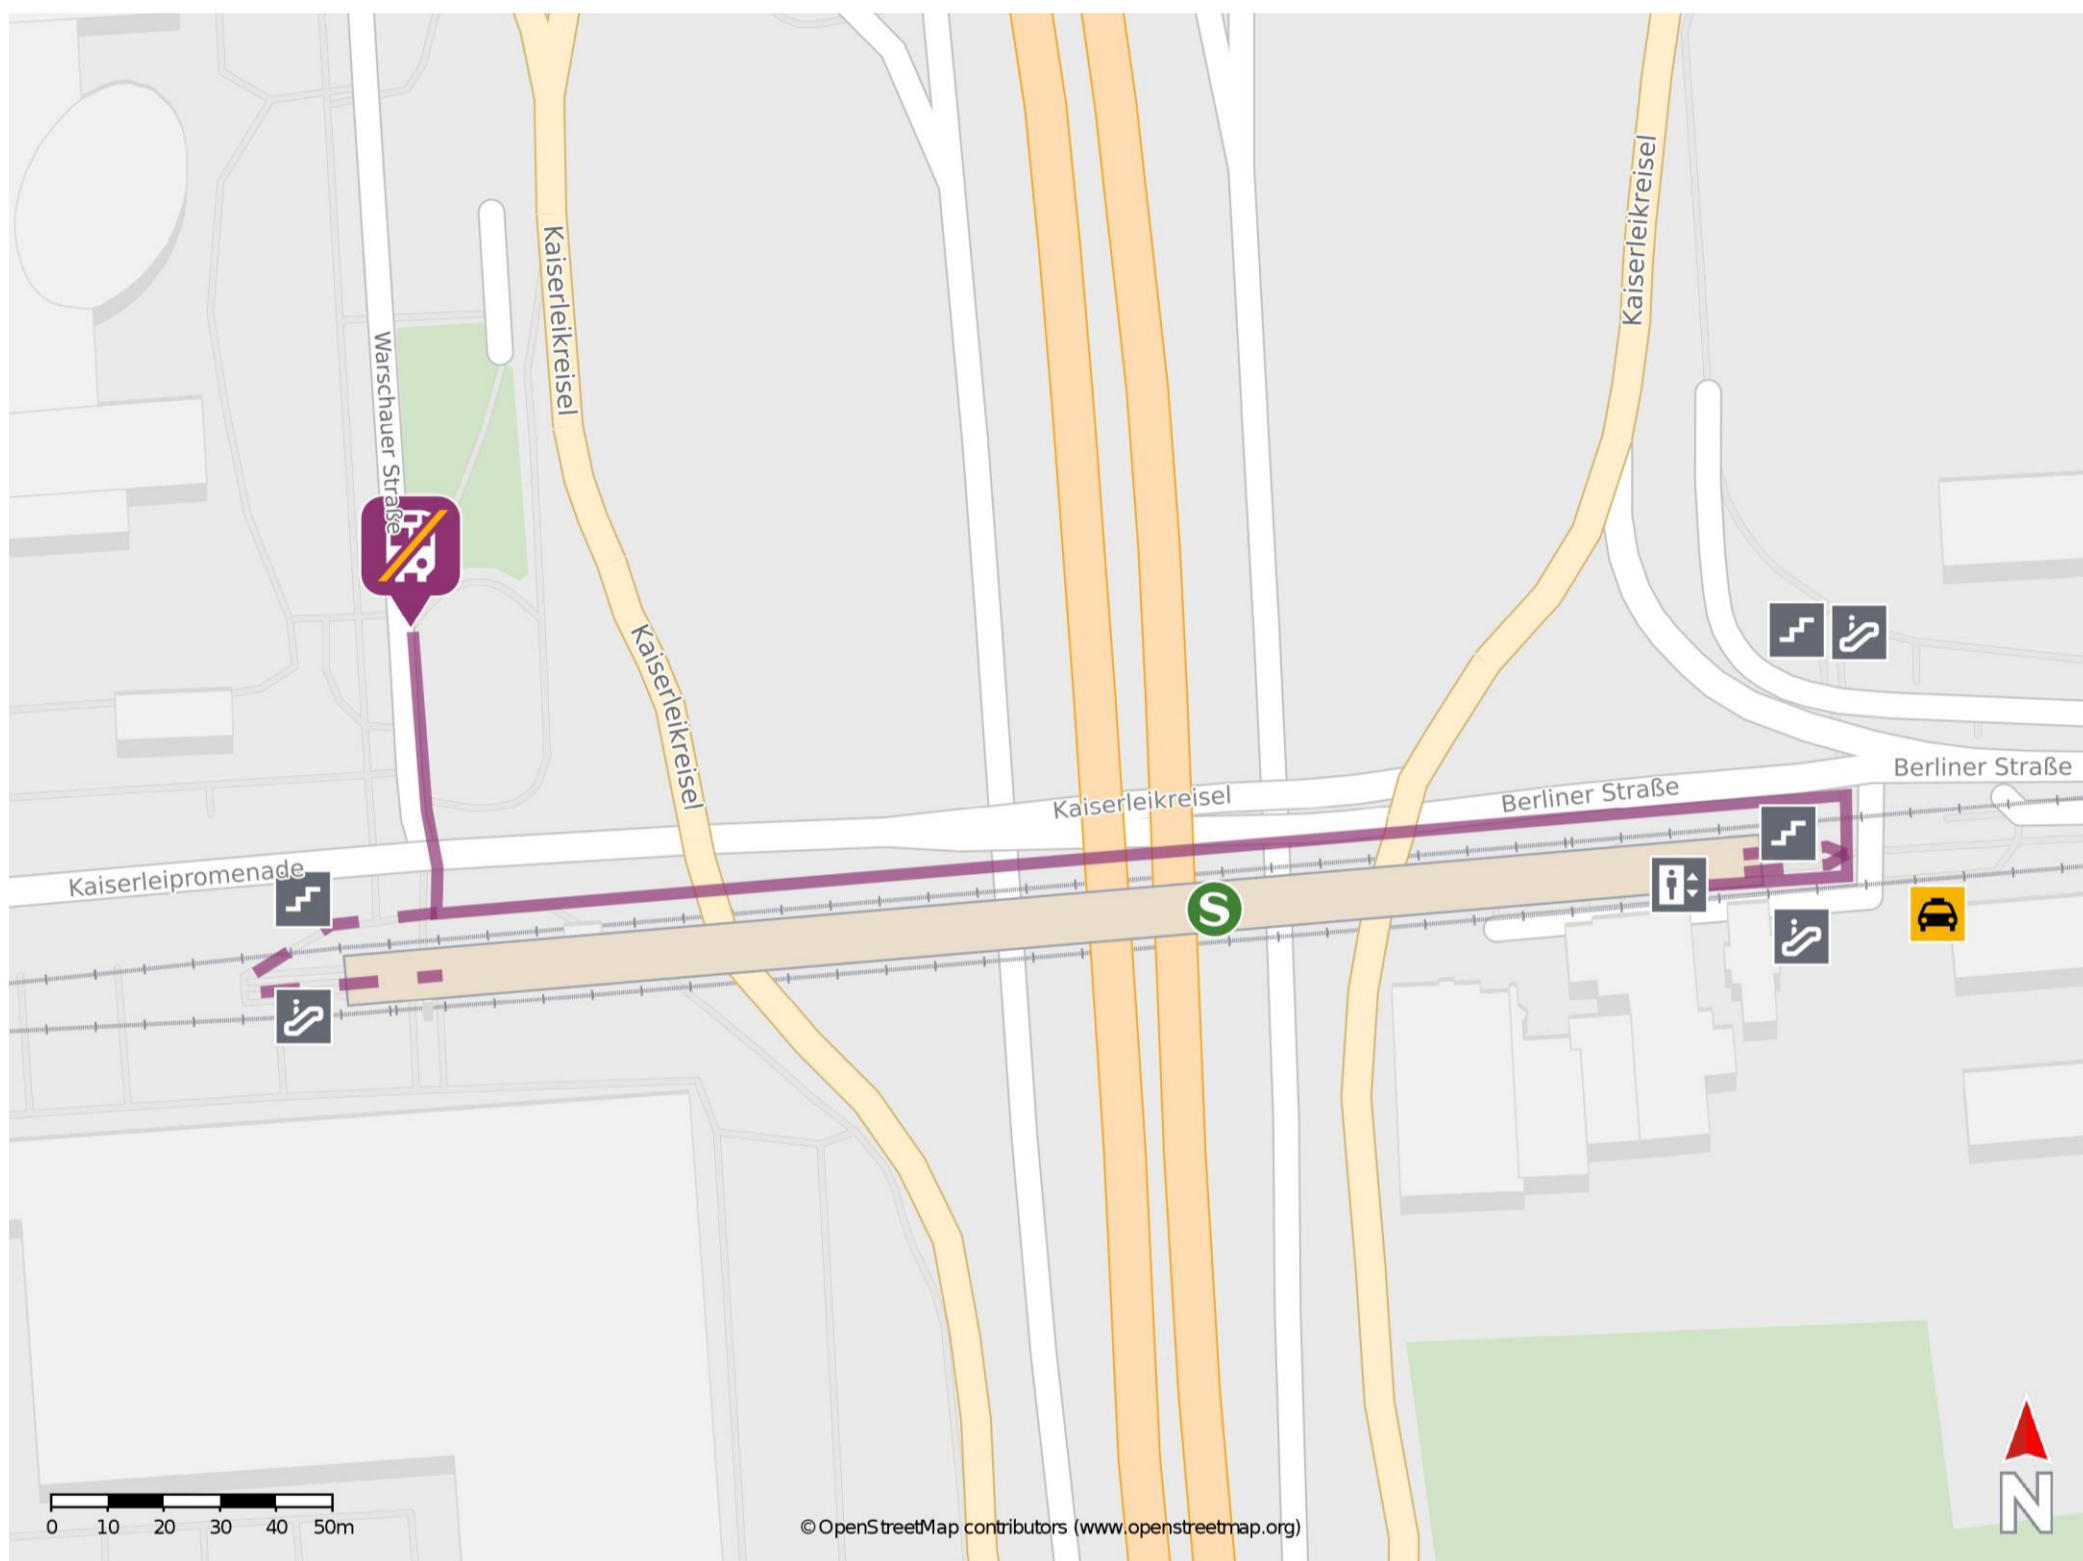 Kaiserleikreisel
Kaiserleikreisel
Warschauer Straße
Kaiserleikreisel
Berliner Straße
Berliner Straße
Kaiserleikreisel
Kaiserleipromenade
S
0 10 20 30 40 50m
© OpenStreetMap contributors (www.openstreetmap.org)
N